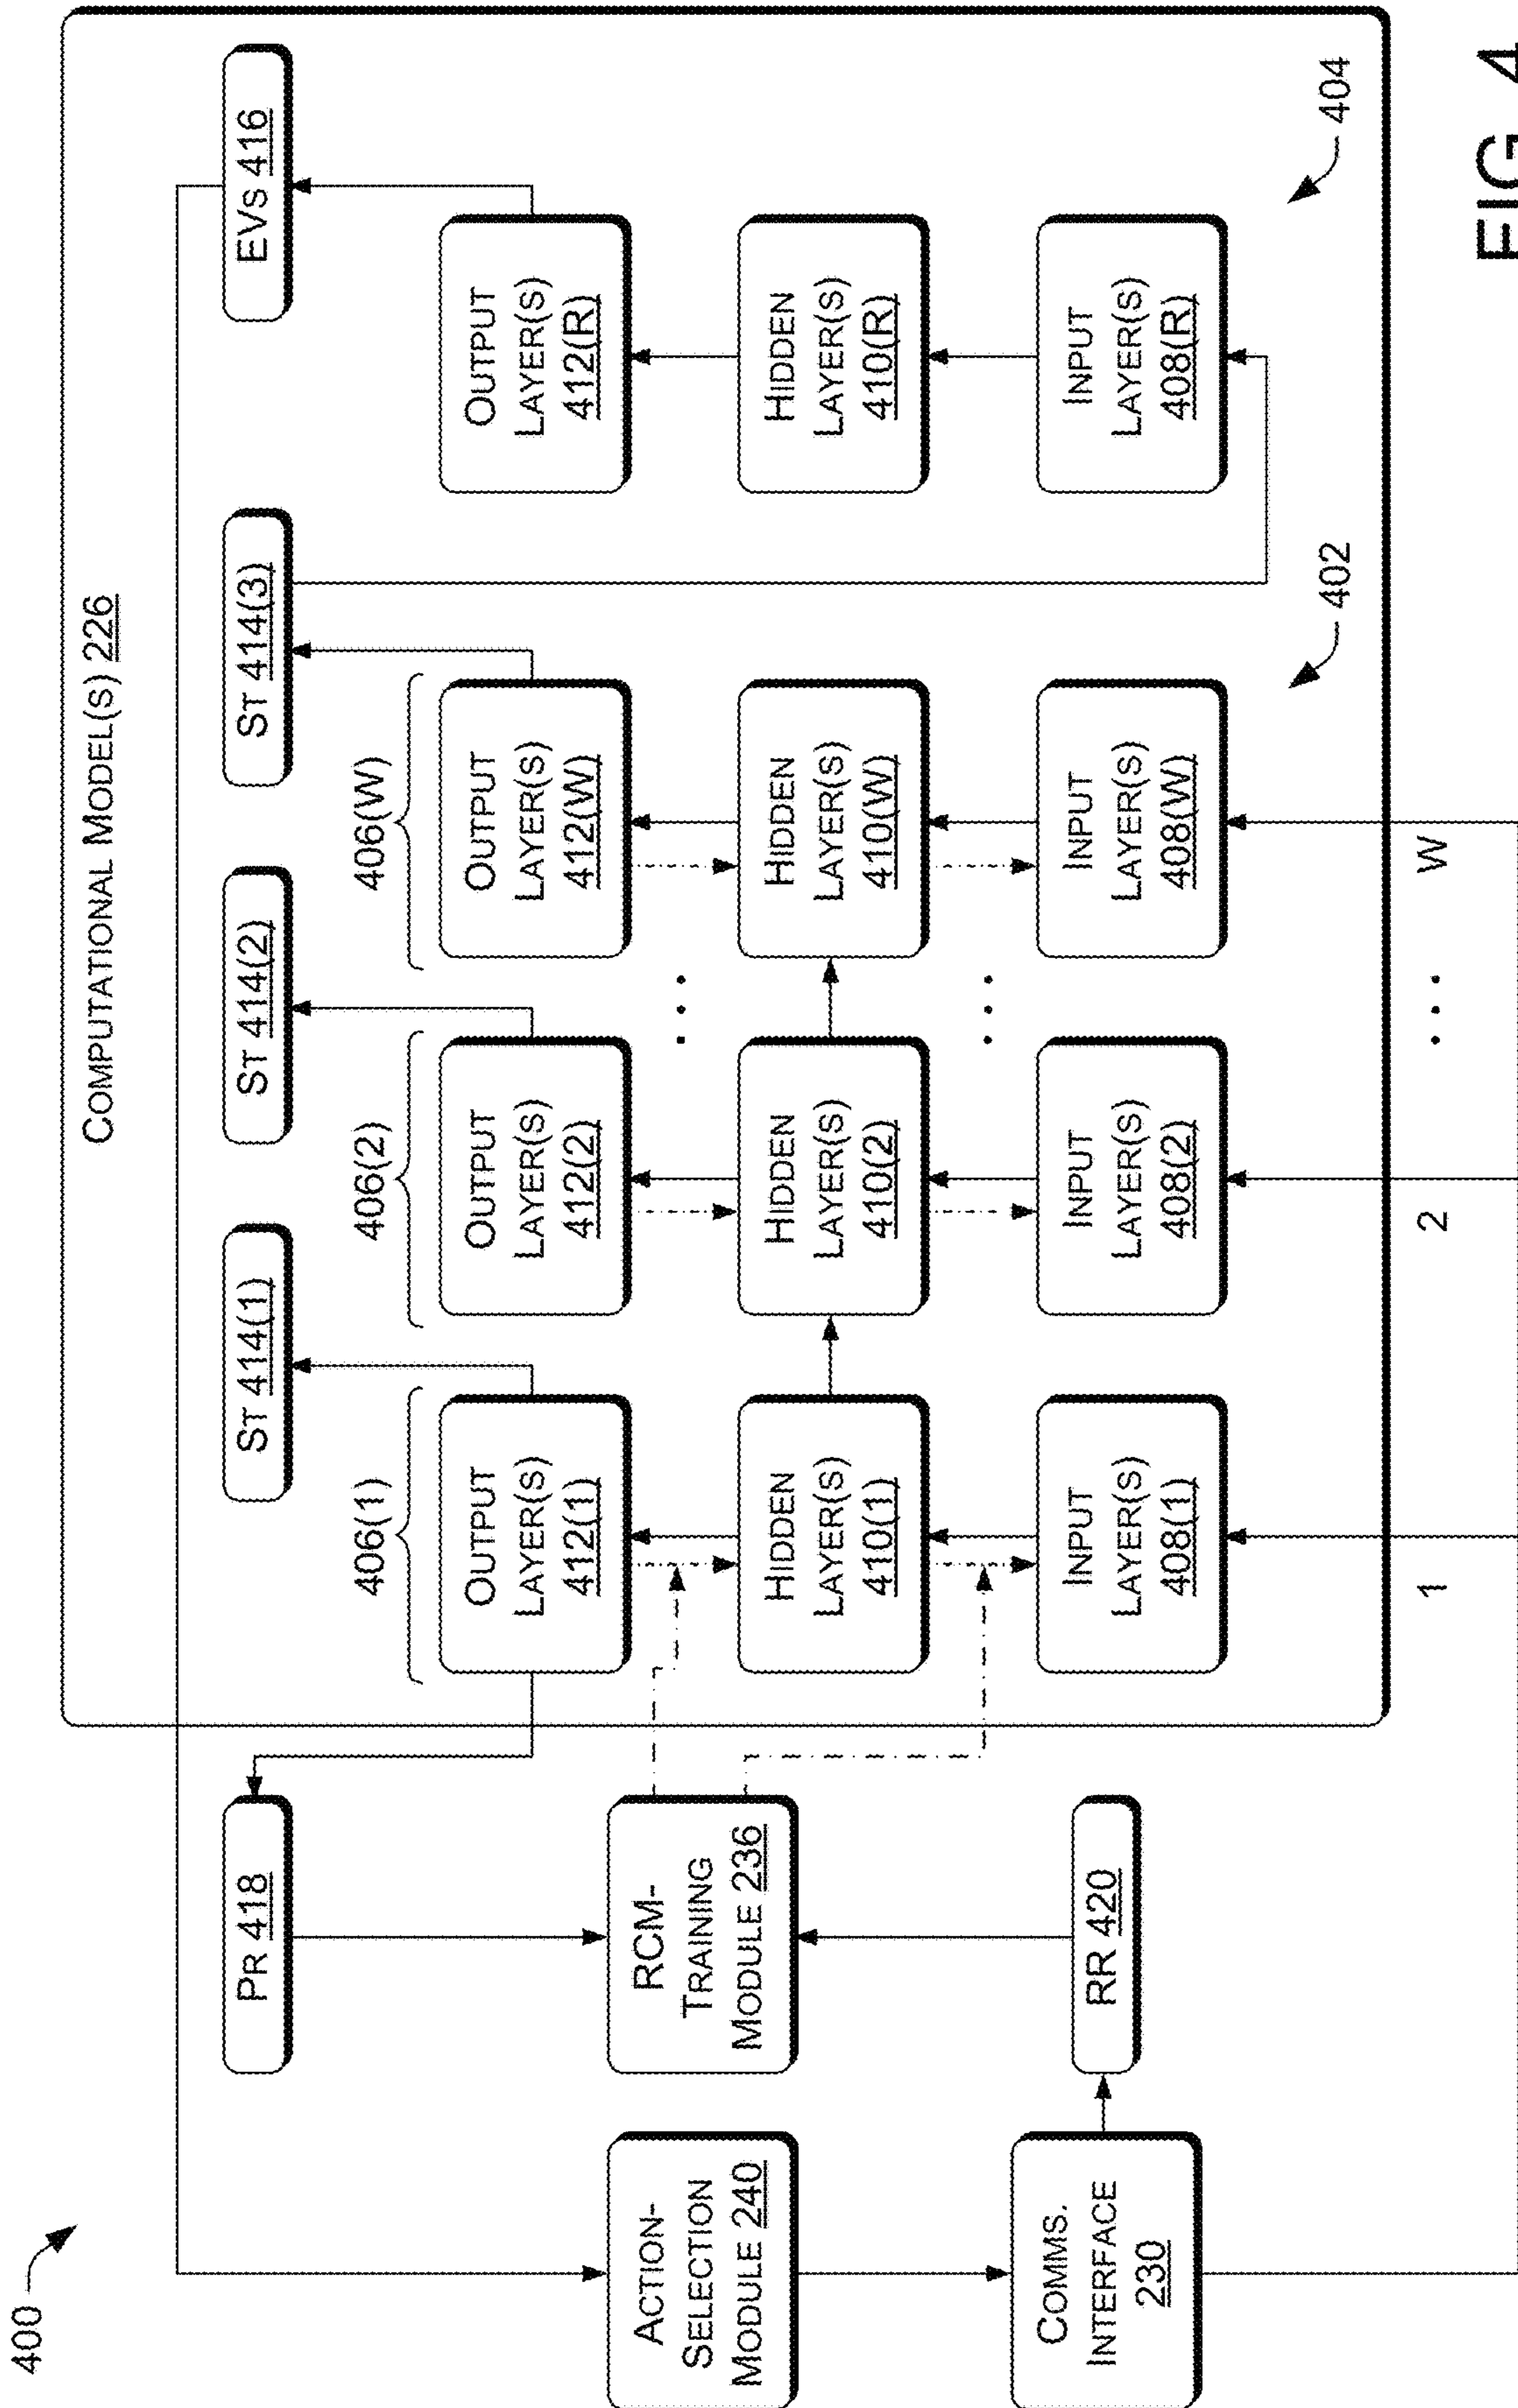 400
COMPUTATIONAL MODEL(S) 226
PR 418
ST 414(1)
ST 414(2)
ST 414(3)
EVS 416
406(1)
406(2)
406(W)
OUTPUT
LAYER(S)
412(1)
OUTPUT
LAYER(S)
412(2)
OUTPUT
LAYER(S)
412(W)
OUTPUT
LAYER(S)
412(R)
ACTION-
SELECTION
MODULE 240
RCM-
TRAINING
MODULE 236
HIDDEN
LAYER(S)
410(1)
HIDDEN
LAYER(S)
410(2)
HIDDEN
LAYER(S)
410(W)
HIDDEN
LAYER(S)
410(R)
COMMS.
INTERFACE
230
RR 420
INPUT
LAYER(S)
408(1)
INPUT
LAYER(S)
408(2)
INPUT
LAYER(S)
408(W)
INPUT
LAYER(S)
408(R)
402
404
1
2
...
W
FIG 4